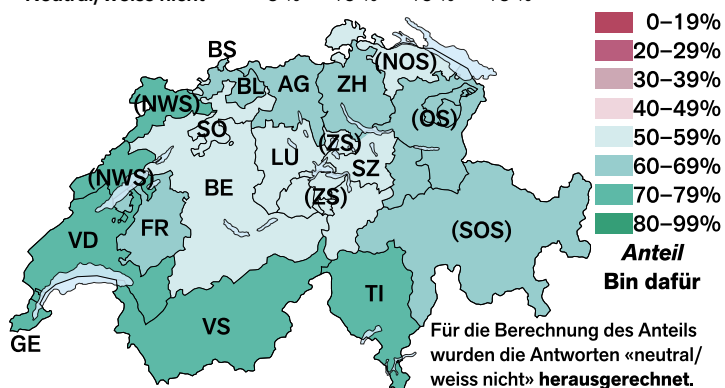 BS
(NWS)
BL
AG
ZH
(NOS)
SO
LU
(ZS)
(OS)
SZ
(NWS)
BE
(ZS)
FR
VD
(SOS)
TI
VS
GE
0–19%
20–29%
30–39%
40–49%
50–59%
60–69%
70–79%
80–99%
Anteil
Bin dafür
Für die Berechnung des Anteils
wurden die Antworten «neutral/
weiss nicht» herausgerechnet.